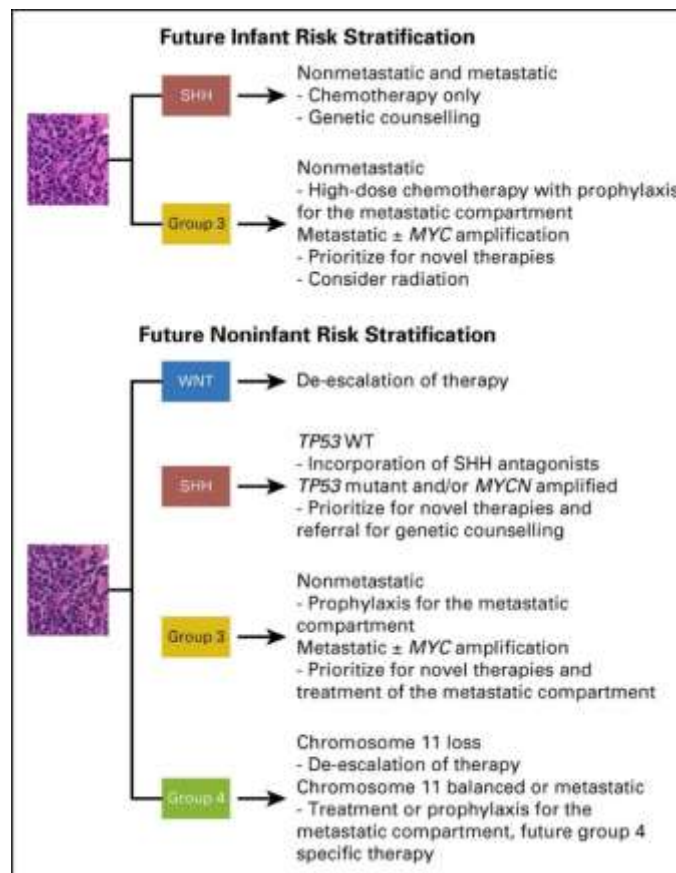 Future Infant Risk Stratification
SHH
Nonmetastatic and metastatic
- Chemotherapy only
- Genetic counselling
Group 3
Nonmetastatic
- High-dose chemotherapy with prophylaxis
for the metastatic compartment
Metastatic ± MYC amplification
- Prioritize for novel therapies
- Consider radiation
Future Noninfant Risk Stratification
WNT
De-escalation of therapy
SHH
TP53 WT
- Incorporation of SHH antagonists
TP53 mutant and/or MYCN amplified
- Prioritize for novel therapies and
referral for genetic counselling
Group 3
Nonmetastatic
- Prophylaxis for the metastatic
compartment
Metastatic ± MYC amplification
- Prioritize for novel therapies and
treatment of the metastatic compartment
Group 4
Chromosome 11 loss
- De-escalation of therapy
Chromosome 11 balanced or metastatic
- Treatment or prophylaxis for the
metastatic compartment, future group 4
specific therapy